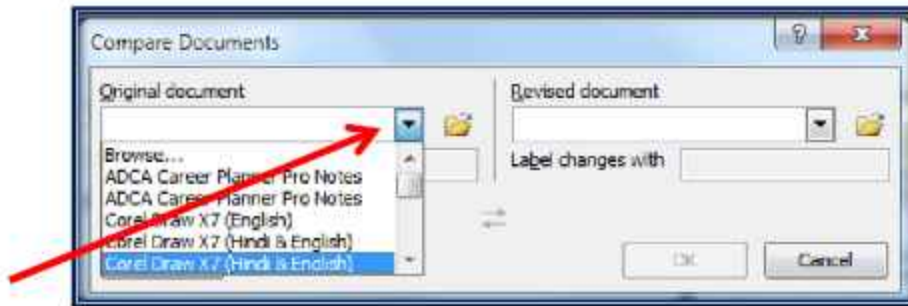 Compare Documents
Original document
Revised document
Browse...
ADCA Career Planner Pro Notes
ADCA Career Planner Pro Notes
Corel Draw X7 (English)
Corel Draw X7 (Hindi & English)
Corel Draw X7 (Hindi & English)
Label changes with
OK
Cancel